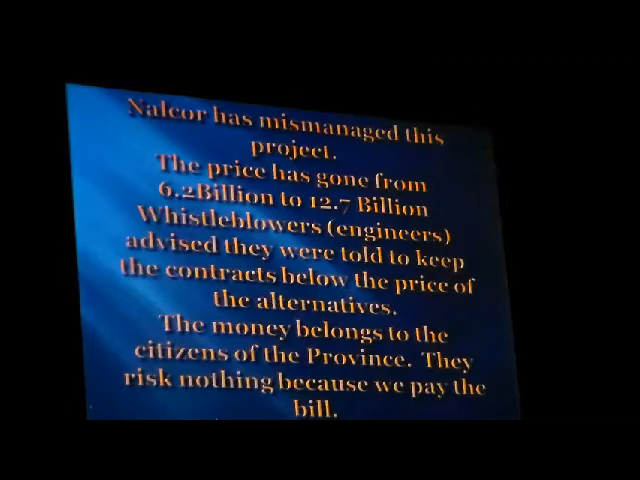 Nalcor has mismanaged this
project.
The price has gone from
6.2Billion to 12.7 Billion
Whistleblowers (engineers)
advised they were told to keep
the contracts below the price of
the alternatives.
The money belongs to the
citizens of the Province. They
risk nothing because we pay the
bill.